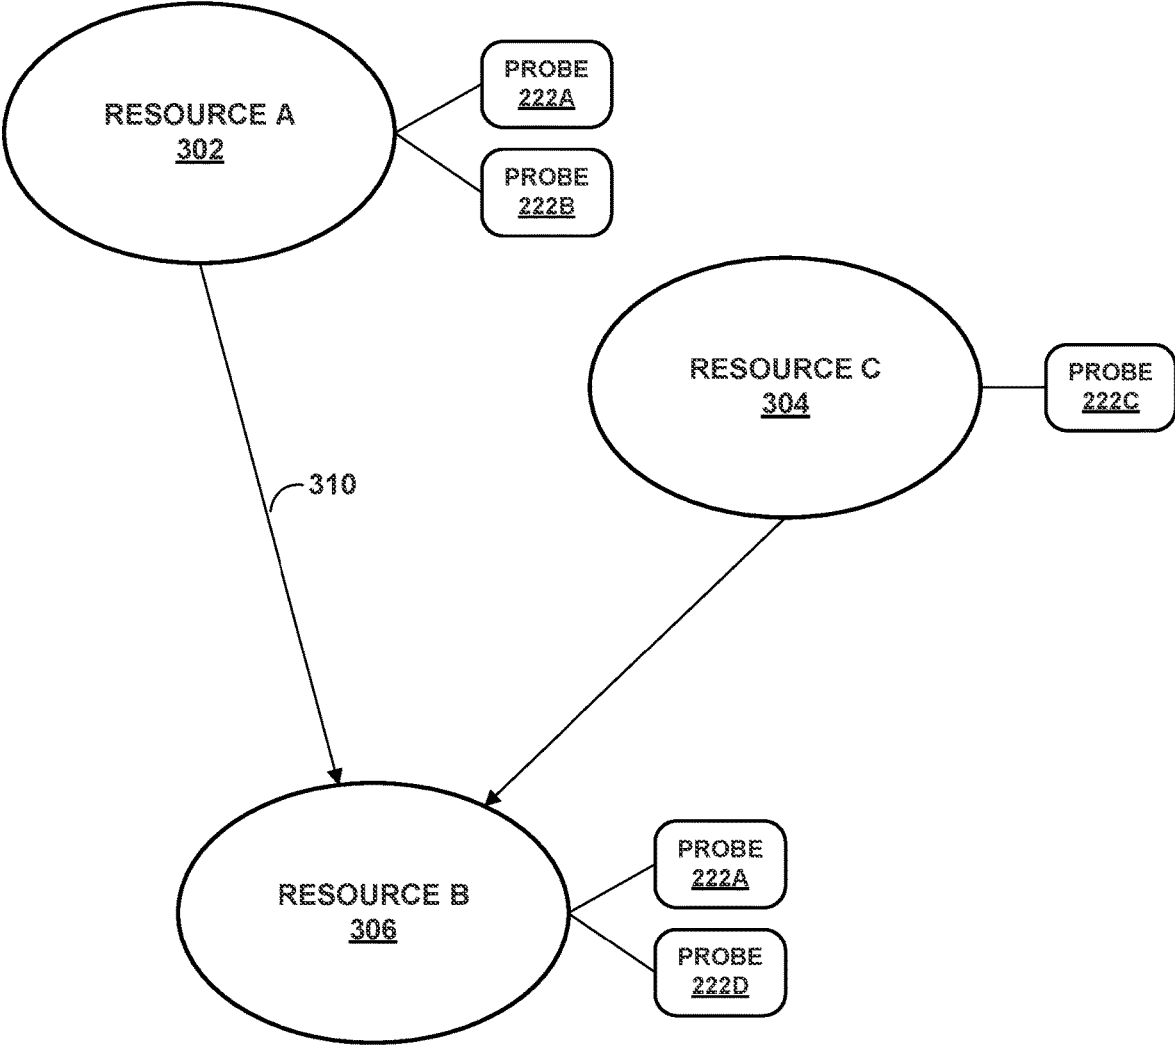 RESOURCE A
302
PROBE
222A
PROBE
222B
RESOURCE C
304
PROBE
222C
310
RESOURCE B
306
PROBE
222A
PROBE
222D